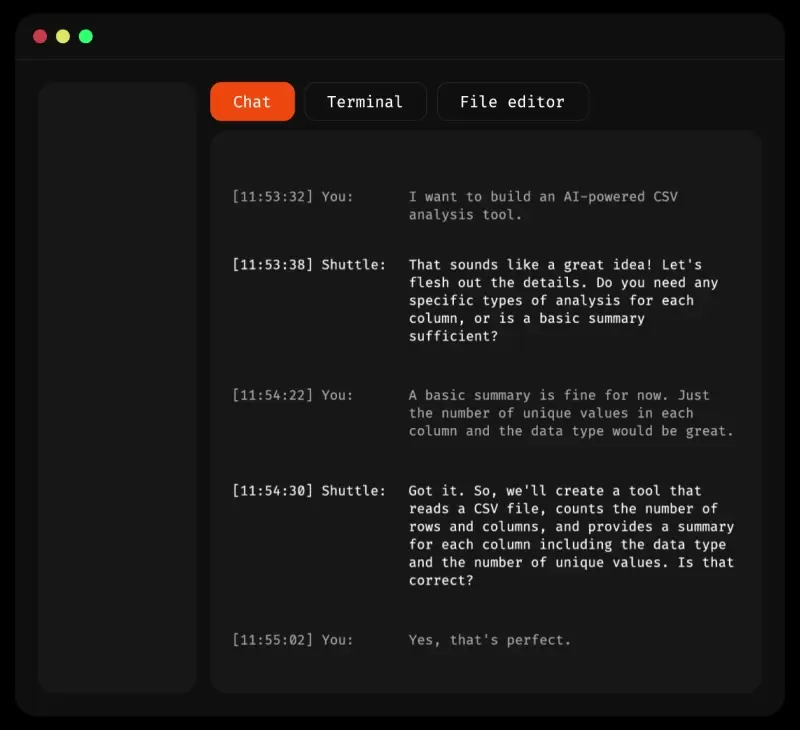 Chat Terminal File editor
[11:53:32] You: I want to build an AI-powered CSV
analysis tool.
[11:53:38] Shuttle: That sounds like a great idea! Let's
flesh out the details. Do you need any
specific types of analysis for each
column, or is a basic summary
sufficient?
[11:54:22] You: A basic summary is fine for now. Just
the number of unique values in each
column and the data type would be great.
[11:54:30] Shuttle: Got it. So, we'll create a tool that
reads a CSV file, counts the number of
rows and columns, and provides a summary
for each column including the data type
and the number of unique values. Is that
correct?
[11:55:02] You: Yes, that's perfect.